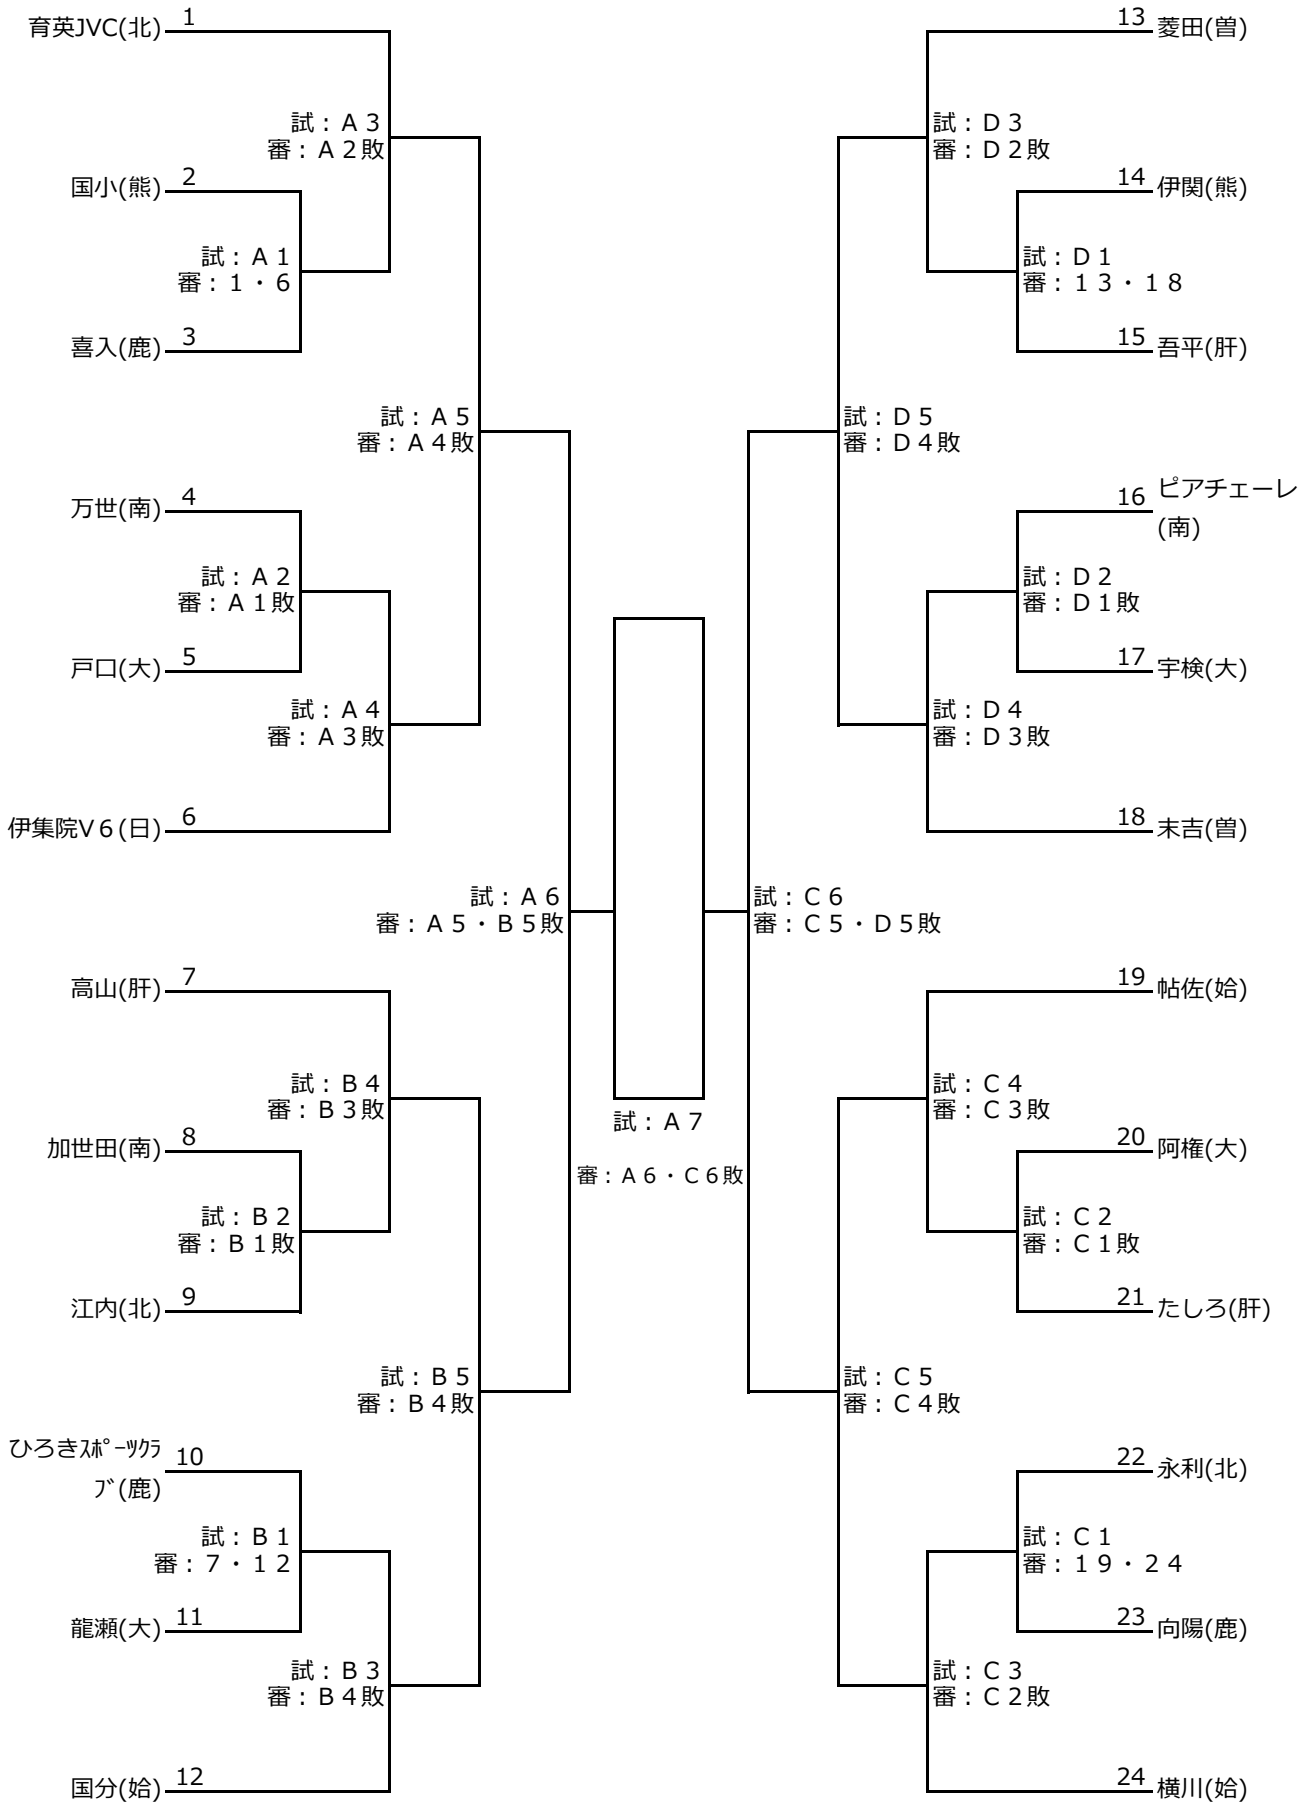 育英JVC(北) 1
試：Ａ３
審：Ａ２敗
国小(熊) 2
試：Ａ１
審：１・６
喜入(鹿) 3
試：Ａ５
審：Ａ４敗
万世(南) 4
試：Ａ２
審：Ａ１敗
戸口(大) 5
試：Ａ４
審：Ａ３敗
伊集院V６(日) 6
試：Ａ６
審：Ａ５・Ｂ５敗
高山(肝) 7
試：Ｂ４
審：Ｂ３敗
加世田(南) 8
試：Ｂ２
審：Ｂ１敗
江内(北) 9
試：Ｂ５
審：Ｂ４敗
ひろきｽﾎﾟｰﾂｸﾗ
ﾌﾞ(鹿) 10
試：Ｂ１
審：７・１２
龍瀬(大) 11
試：Ｂ３
審：Ｂ４敗
国分(姶) 12
試：Ａ７
審：Ａ６・Ｃ６敗
13 菱田(曽)
試：Ｄ３
審：Ｄ２敗
14 伊関(熊)
試：Ｄ１
審：１３・１８
15 吾平(肝)
試：Ｄ５
審：Ｄ４敗
16 ピアチェーレ
(南)
試：Ｄ２
審：Ｄ１敗
17 宇検(大)
試：Ｄ４
審：Ｄ３敗
18 末吉(曽)
試：Ｃ６
審：Ｃ５・Ｄ５敗
19 帖佐(姶)
試：Ｃ４
審：Ｃ３敗
20 阿権(大)
試：Ｃ２
審：Ｃ１敗
21 たしろ(肝)
試：Ｃ５
審：Ｃ４敗
22 永利(北)
試：Ｃ１
審：１９・２４
23 向陽(鹿)
試：Ｃ３
審：Ｃ２敗
24 横川(姶)